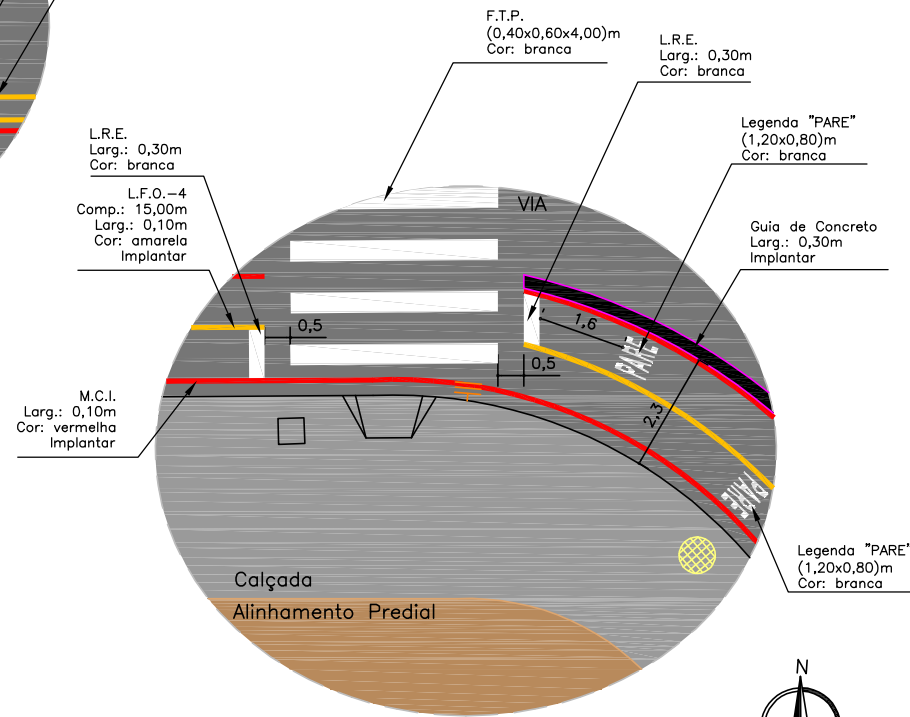 F.T.P.
(0,40x0,60x4,00)m
Cor: branca
L.R.E.
Larg.: 0,30m
Cor: branca
Legenda "PARE"
(1,20x0,80)m
Cor: branca
L.R.E.
Larg.: 0,30m
Cor: branca
L.F.O.-4
Comp.: 15,00m
Larg.: 0,10m
Cor: amarela
Implantar
VIA
Guia de Concreto
Larg.: 0,30m
Implantar
0,5
1,6
PARE
0,5
2,3
M.C.I.
Larg.: 0,10m
Cor: vermelha
Implantar
PARE
Legenda "PARE"
(1,20x0,80)m
Cor: branca
Calçada
Alinhamento Predial
N